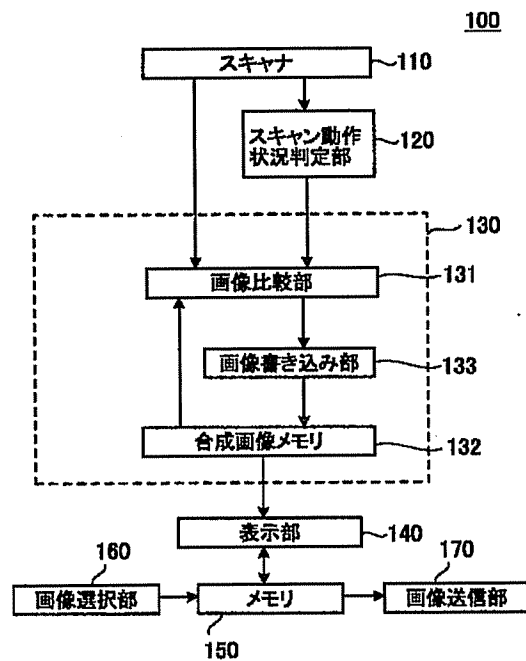 100
スキャナ 110
スキャン動作
状況判定部 120
130
画像比較部 131
画像書き込み部 133
合成画像メモリ 132
表示部 140
160 170
画像選択部 メモリ 画像送信部
150